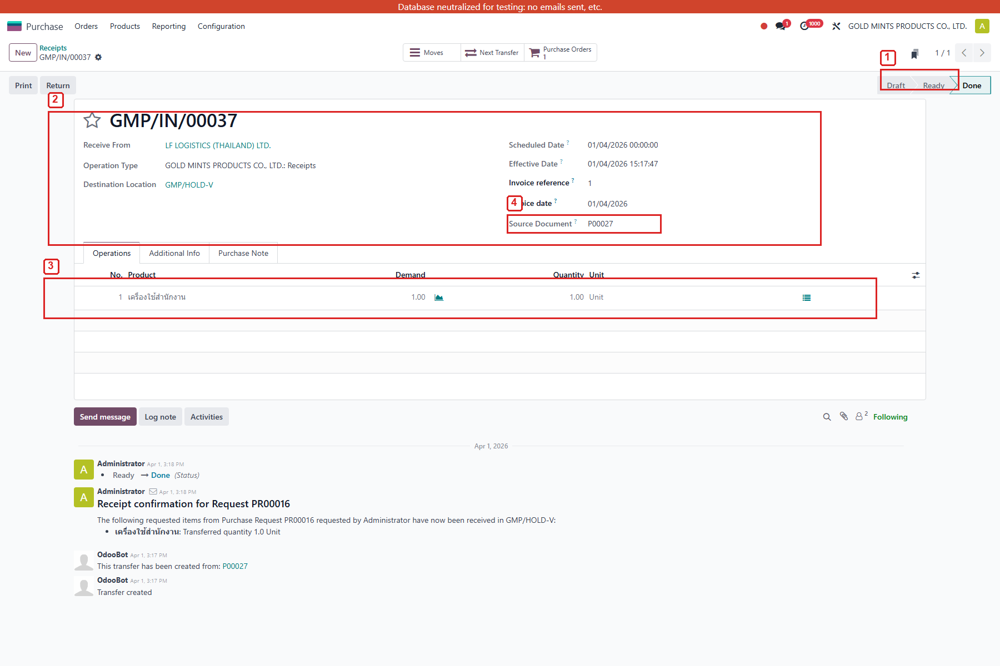 Database neutralized for testing: no emails sent, etc.
Purchase Orders Products Reporting Configuration
1 1000 GOLD MINTS PRODUCTS CO., LTD. A
New Receipts
GMP/IN/00037
Moves Next Transfer Purchase Orders 1
1 / 1
1
Print Return
Draft Ready Done
2
GMP/IN/00037
Receive From LF LOGISTICS (THAILAND) LTD.
Operation Type GOLD MINTS PRODUCTS CO., LTD.: Receipts
Destination Location GMP/HOLD-V
Scheduled Date ? 01/04/2026 00:00:00
Effective Date ? 01/04/2026 15:17:47
Invoice reference ? 1
4
oice date ? 01/04/2026
Source Document ? P00027
Operations Additional Info Purchase Note
3
No. Product Demand Quantity Unit
1 เครื่องใช้สำนักงาน 1.00 1.00 Unit
Send message Log note Activities
2 Following
Apr 1, 2026
A
Administrator Apr 1, 3:18 PM
• Ready → Done (Status)
A
Administrator Apr 1, 3:18 PM
Receipt confirmation for Request PR00016
The following requested items from Purchase Request PR00016 requested by Administrator have now been received in GMP/HOLD-V:
• เครื่องใช้สำนักงาน: Transferred quantity 1.0 Unit
OdooBot Apr 1, 3:17 PM
This transfer has been created from: P00027
OdooBot Apr 1, 3:17 PM
Transfer created